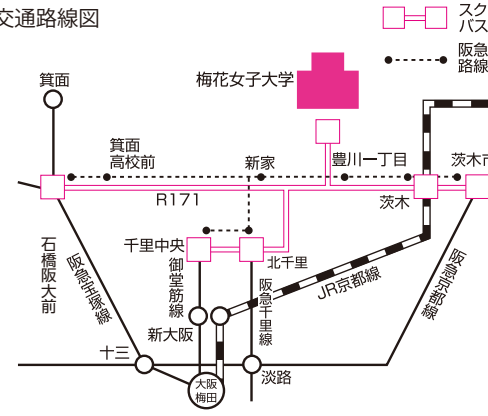 交通路線図
スク
バス
阪急
路線
梅花女子大学
箕面
箕面
高校前
新家
豊川一丁目
茨木市
R171
茨木
千里中央
北千里
石橋阪大前
阪急宝塚線
御堂筋線
阪急千里線
JR京都線
阪急京都線
新大阪
十三
大阪
梅田
淡路